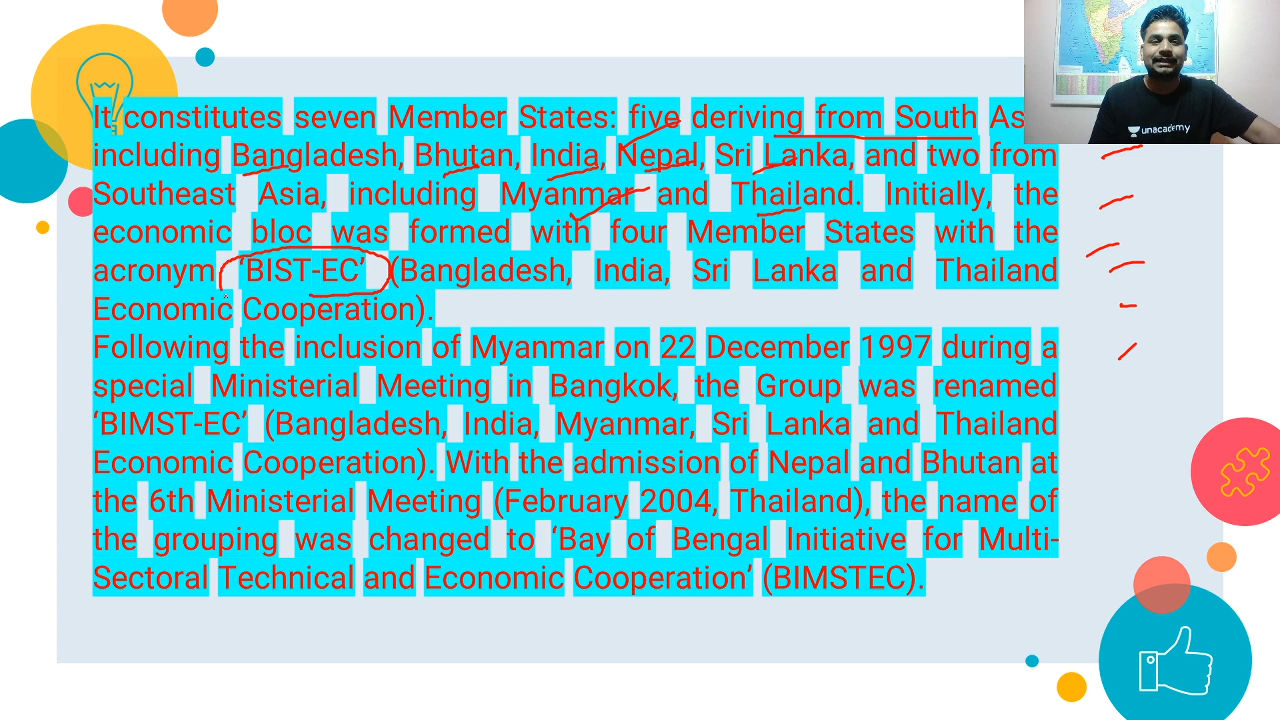 It constitutes seven Member States: five deriving from South As
including Bangladesh, Bhutan, India, Nepal, Sri Lanka, and two from
Southeast Asia, including Myanmar and Thailand. Initially, the
economic bloc was formed with four Member States with the
acronym ‘BIST-EC’ (Bangladesh, India, Sri Lanka and Thailand
Economic Cooperation).
Following the inclusion of Myanmar on 22 December 1997 during a
special Ministerial Meeting in Bangkok, the Group was renamed
‘BIMST-EC’ (Bangladesh, India, Myanmar, Sri Lanka and Thailand
Economic Cooperation). With the admission of Nepal and Bhutan at
the 6th Ministerial Meeting (February 2004, Thailand), the name of
the grouping was changed to ‘Bay of Bengal Initiative for Multi-
Sectoral Technical and Economic Cooperation’ (BIMSTEC).
unacademy